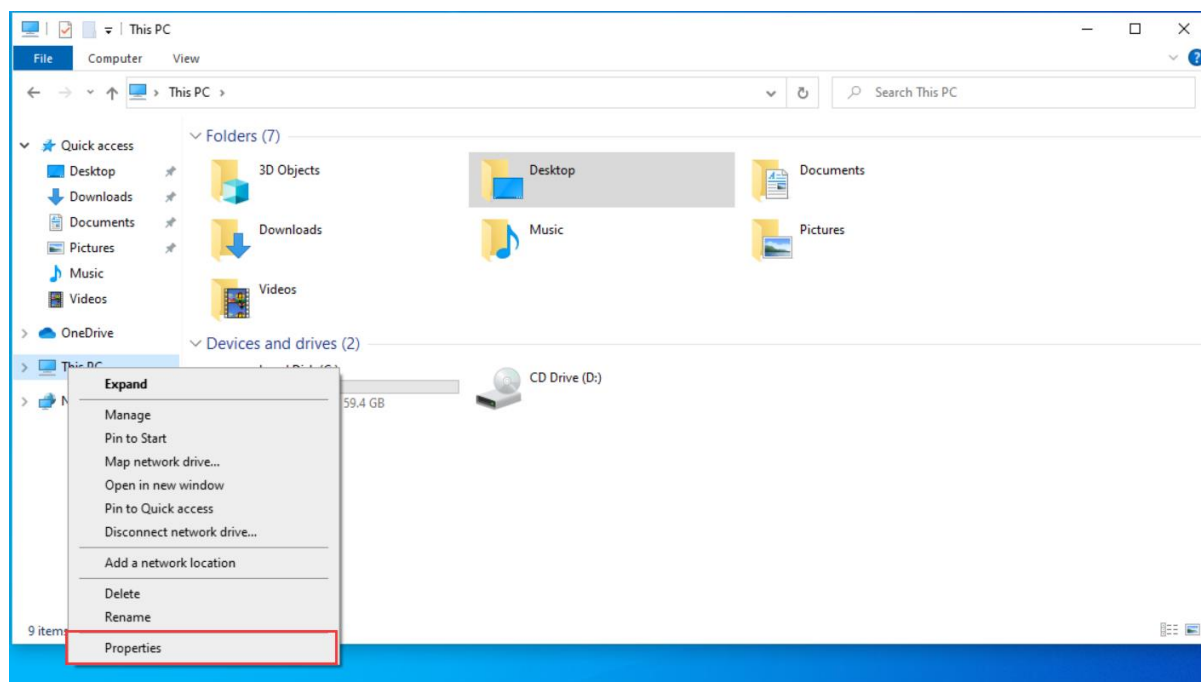 This PC
File Computer View
This PC
Search This PC
Quick access
Desktop
Downloads
Documents
Pictures
Music
Videos
OneDrive
This PC
Folders (7)
3D Objects
Desktop
Documents
Downloads
Music
Pictures
Videos
Devices and drives (2)
59.4 GB
CD Drive (D:)
Expand
Manage
Pin to Start
Map network drive...
Open in new window
Pin to Quick access
Disconnect network drive...
Add a network location
Delete
Rename
Properties
9 items